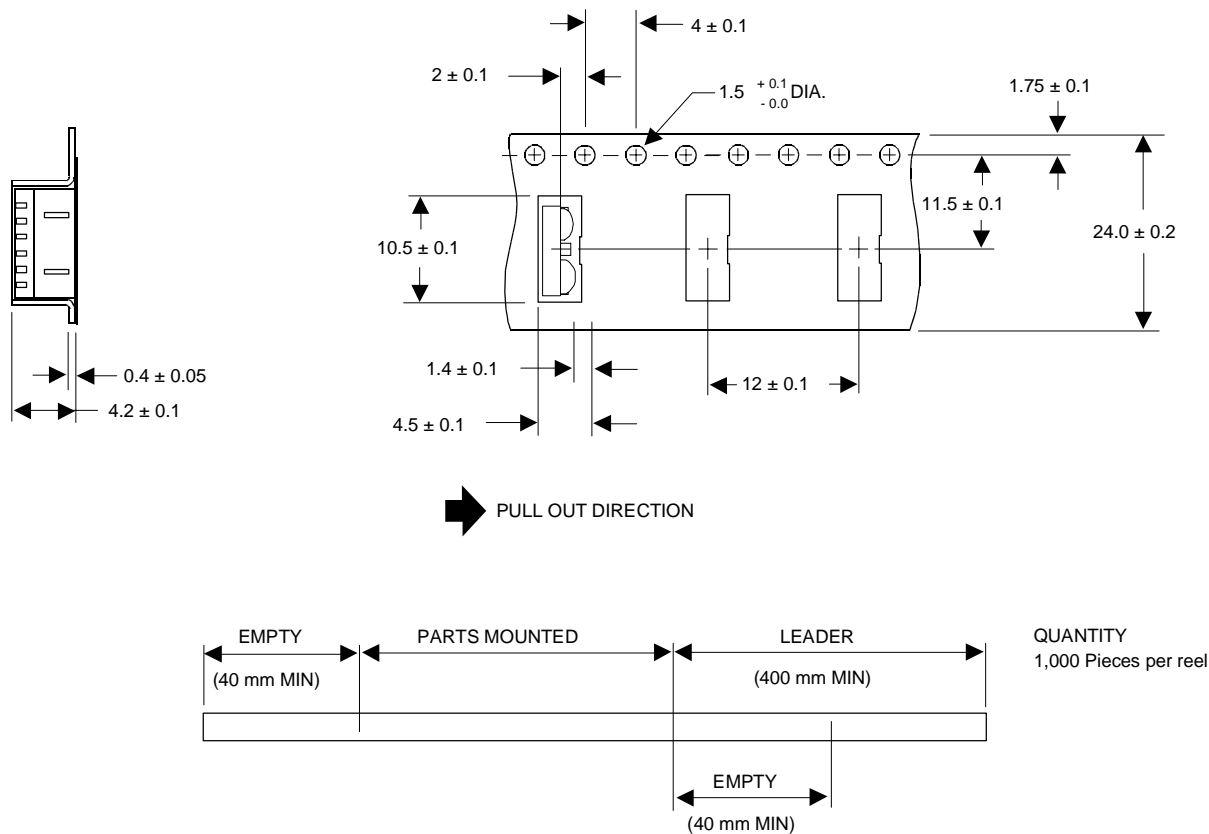 4 ± 0.1
2 ± 0.1
1.5 + 0.1 - 0.0 DIA.
1.75 ± 0.1
11.5 ± 0.1
24.0 ± 0.2
10.5 ± 0.1
1.4 ± 0.1
0.4 ± 0.05
12 ± 0.1
4.2 ± 0.1
4.5 ± 0.1
PULL OUT DIRECTION
EMPTY
(40 mm MIN)
PARTS MOUNTED
LEADER
(400 mm MIN)
QUANTITY
1,000 Pieces per reel
EMPTY
(40 mm MIN)